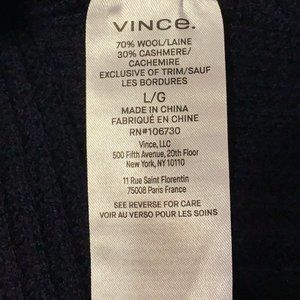 VINCE.
70% WOOL/LAINE
30% CASHMERE/
CACHEMIRE
EXCLUSIVE OF TRIM/SAUF
LES BORDURES
L/G
MADE IN CHINA
FABRIQUÉ EN CHINE
RN#106730
Vince, LLC
500 Fifth Avenue, 20th Floor
New York, NY 10110
11 Rue Saint Florentin
75008 Paris France
SEE REVERSE FOR CARE
VOIR AU VERSO POUR LES SOINS